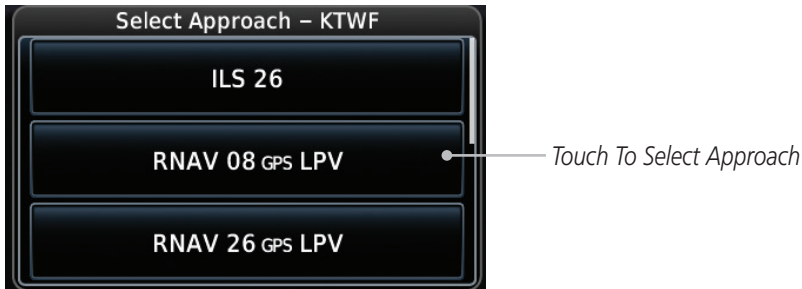 Select Approach – KTWF
ILS 26
RNAV 08 GPS LPV
Touch To Select Approach
RNAV 26 GPS LPV